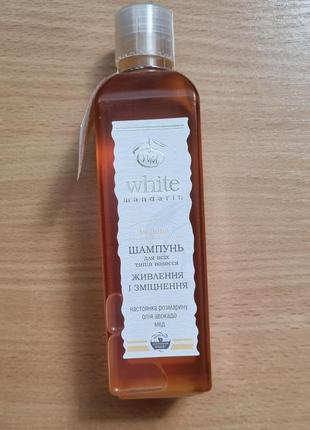 white
mandarin
ШАМПУНЬ
для всіх
типів волосся
ЖИВЛЕННЯ
І ЗМІЦНЕННЯ
настоянка розмарину
олія авокадо
мед